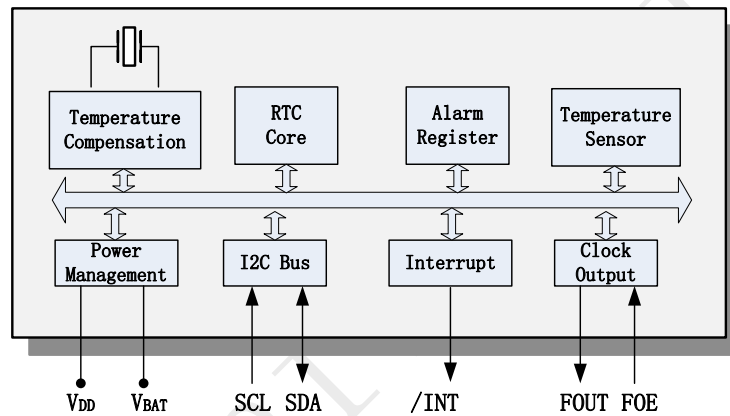 Temperature
Compensation
RTC
Core
Alarm
Register
Temperature
Sensor
Power
Management
I2C Bus
Interrupt
Clock
Output
VDD
VBAT
SCL
SDA
/INT
FOUT
FOE